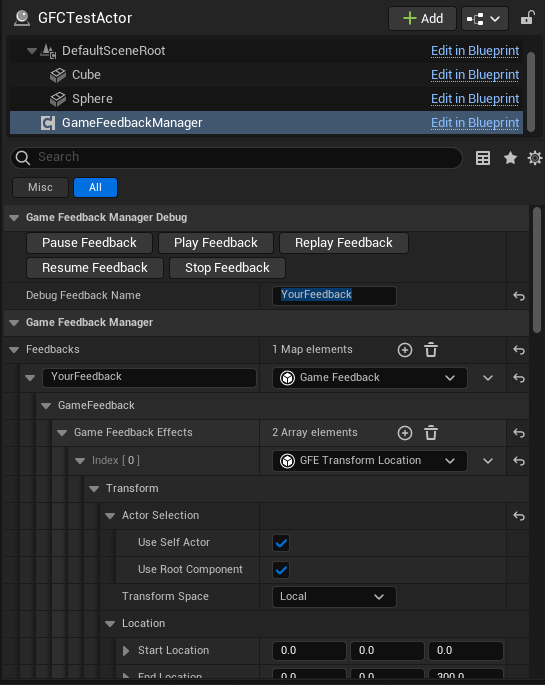 GFCTestActor
Add
DefaultSceneRoot Edit in Blueprint
Cube Edit in Blueprint
Sphere Edit in Blueprint
GameFeedbackManager Edit in Blueprint
Search
Misc All
Game Feedback Manager Debug
Pause Feedback Play Feedback Replay Feedback
Resume Feedback Stop Feedback
Debug Feedback Name YourFeedback
Game Feedback Manager
Feedbacks 1 Map elements
YourFeedback Game Feedback
GameFeedback
Game Feedback Effects 2 Array elements
Index [ 0 ] GFE Transform Location
Transform
Actor Selection
Use Self Actor
Use Root Component
Transform Space Local
Location
Start Location 0.0 0.0 0.0
End Location 0.0 0.0 300.0